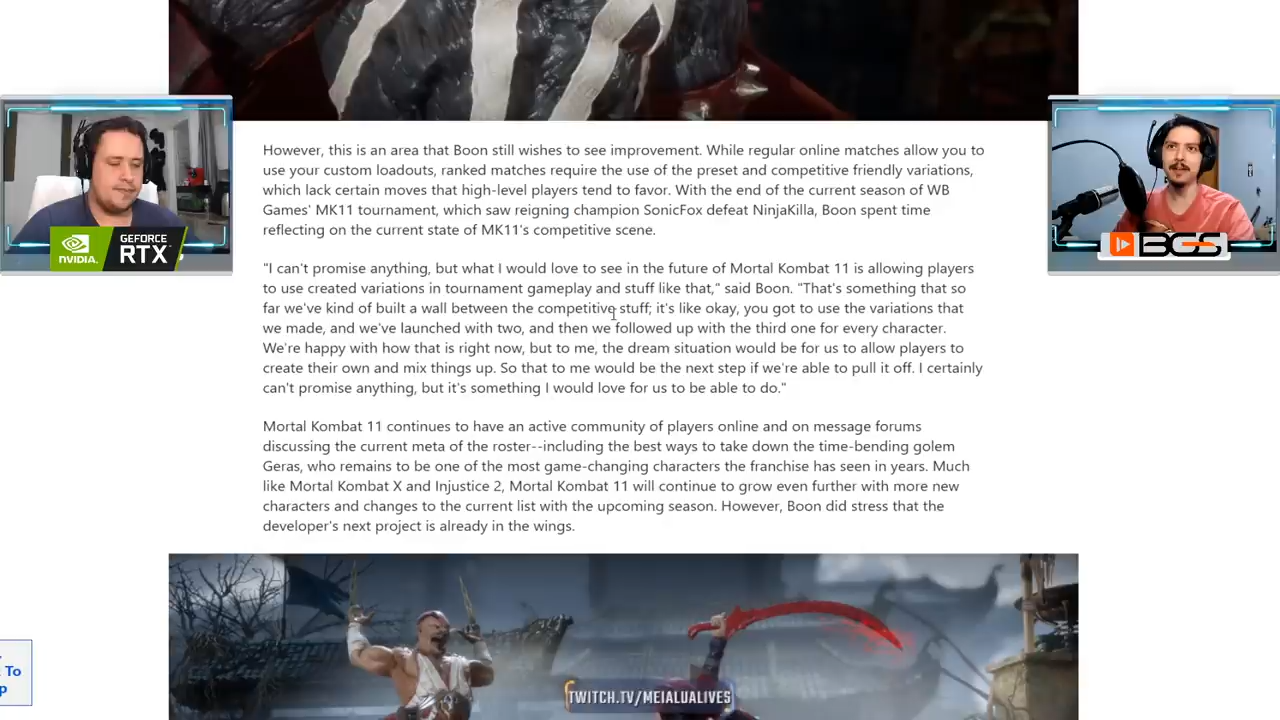 However, this is an area that Boon still wishes to see improvement. While regular online matches allow you to
use your custom loadouts, ranked matches require the use of the preset and competitive friendly variations,
which lack certain moves that high-level players tend to favor. With the end of the current season of WB
Games' MK11 tournament, which saw reigning champion SonicFox defeat NinjaKilla, Boon spent time
reflecting on the current state of MK11's competitive scene.
"I can't promise anything, but what I would love to see in the future of Mortal Kombat 11 is allowing players
to use created variations in tournament gameplay and stuff like that," said Boon. "That's something that so
far we've kind of built a wall between the competitive stuff; it's like okay, you got to use the variations that
we made, and we've launched with two, and then we followed up with the third one for every character.
We're happy with how that is right now, but to me, the dream situation would be for us to allow players to
create their own and mix things up. So that to me would be the next step if we're able to pull it off. I certainly
can't promise anything, but it's something I would love for us to be able to do."
Mortal Kombat 11 continues to have an active community of players online and on message forums
discussing the current meta of the roster--including the best ways to take down the time-bending golem
Geras, who remains to be one of the most game-changing characters the franchise has seen in years. Much
like Mortal Kombat X and Injustice 2, Mortal Kombat 11 will continue to grow even further with more new
characters and changes to the current list with the upcoming season. However, Boon did stress that the
developer's next project is already in the wings.
NVIDIA.
GEFORCE
RTX
BGS
To
p
TWITCH.TV/MEIALUALIVES